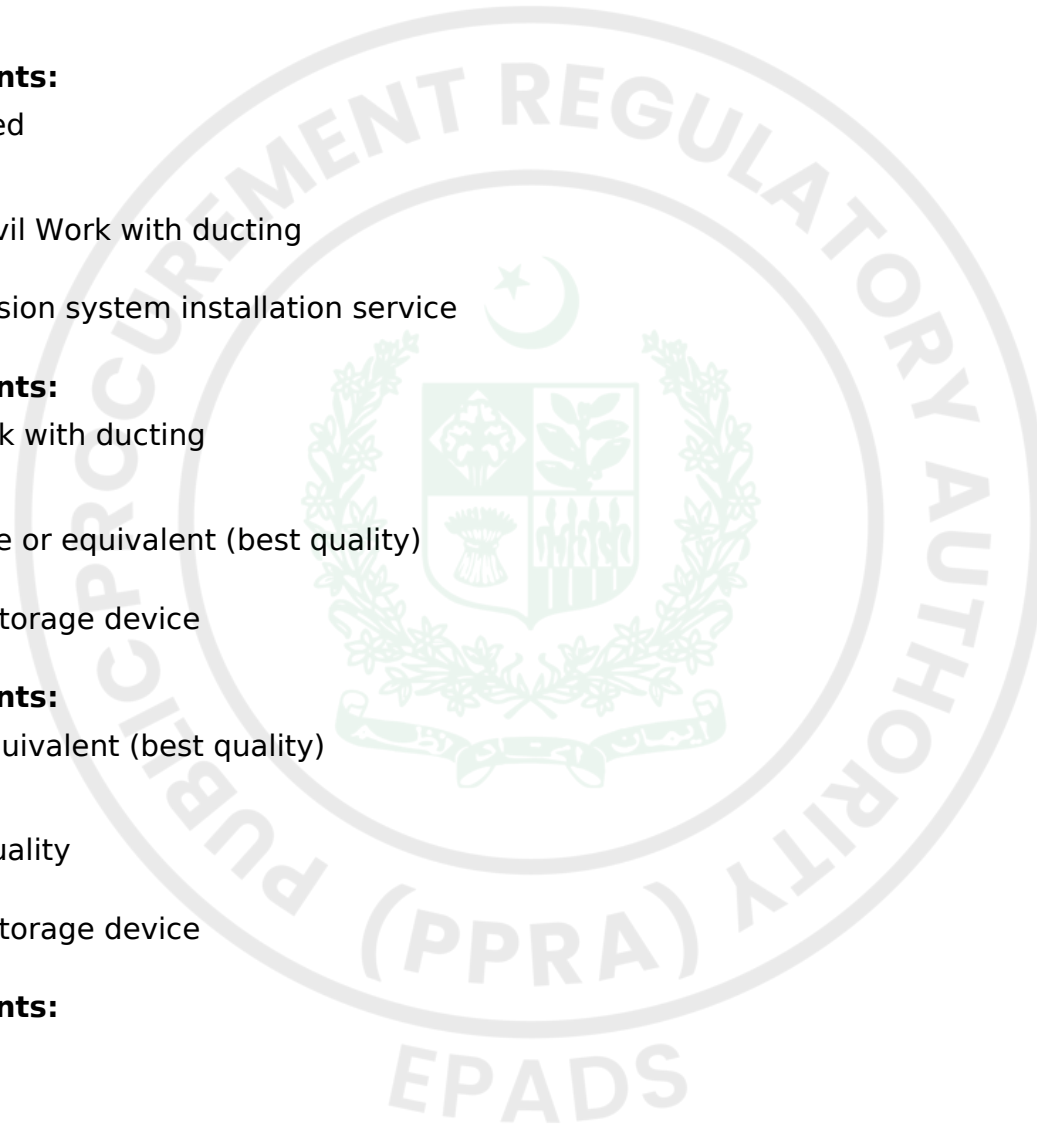 nts:
ed
vil Work with ducting
sion system installation service
nts:
k with ducting
e or equivalent (best quality)
torage device
nts:
uivalent (best quality)
uality
torage device
nts:
PUBLIC PROCUREMENT REGULATORY AUTHORITY
(PPRA)
EPADS